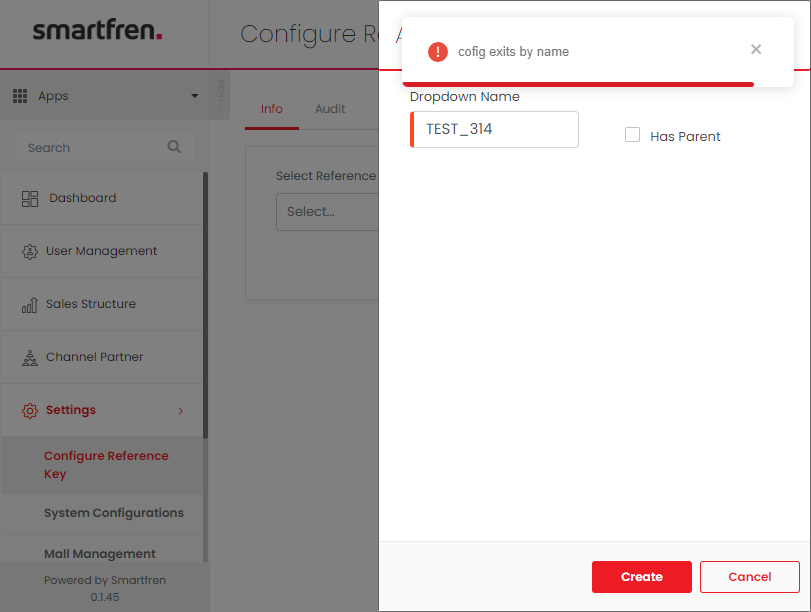 smartfren.
Configure R
A
cofig exits by name
Apps
< Hide
Info
Audit
Dropdown Name
TEST_314
Has Parent
Search
Select Reference
Select...
Dashboard
User Management
Sales Structure
Channel Partner
Settings
Configure Reference
Key
System Configurations
Mall Management
Powered by Smartfren
0.1.45
Create
Cancel